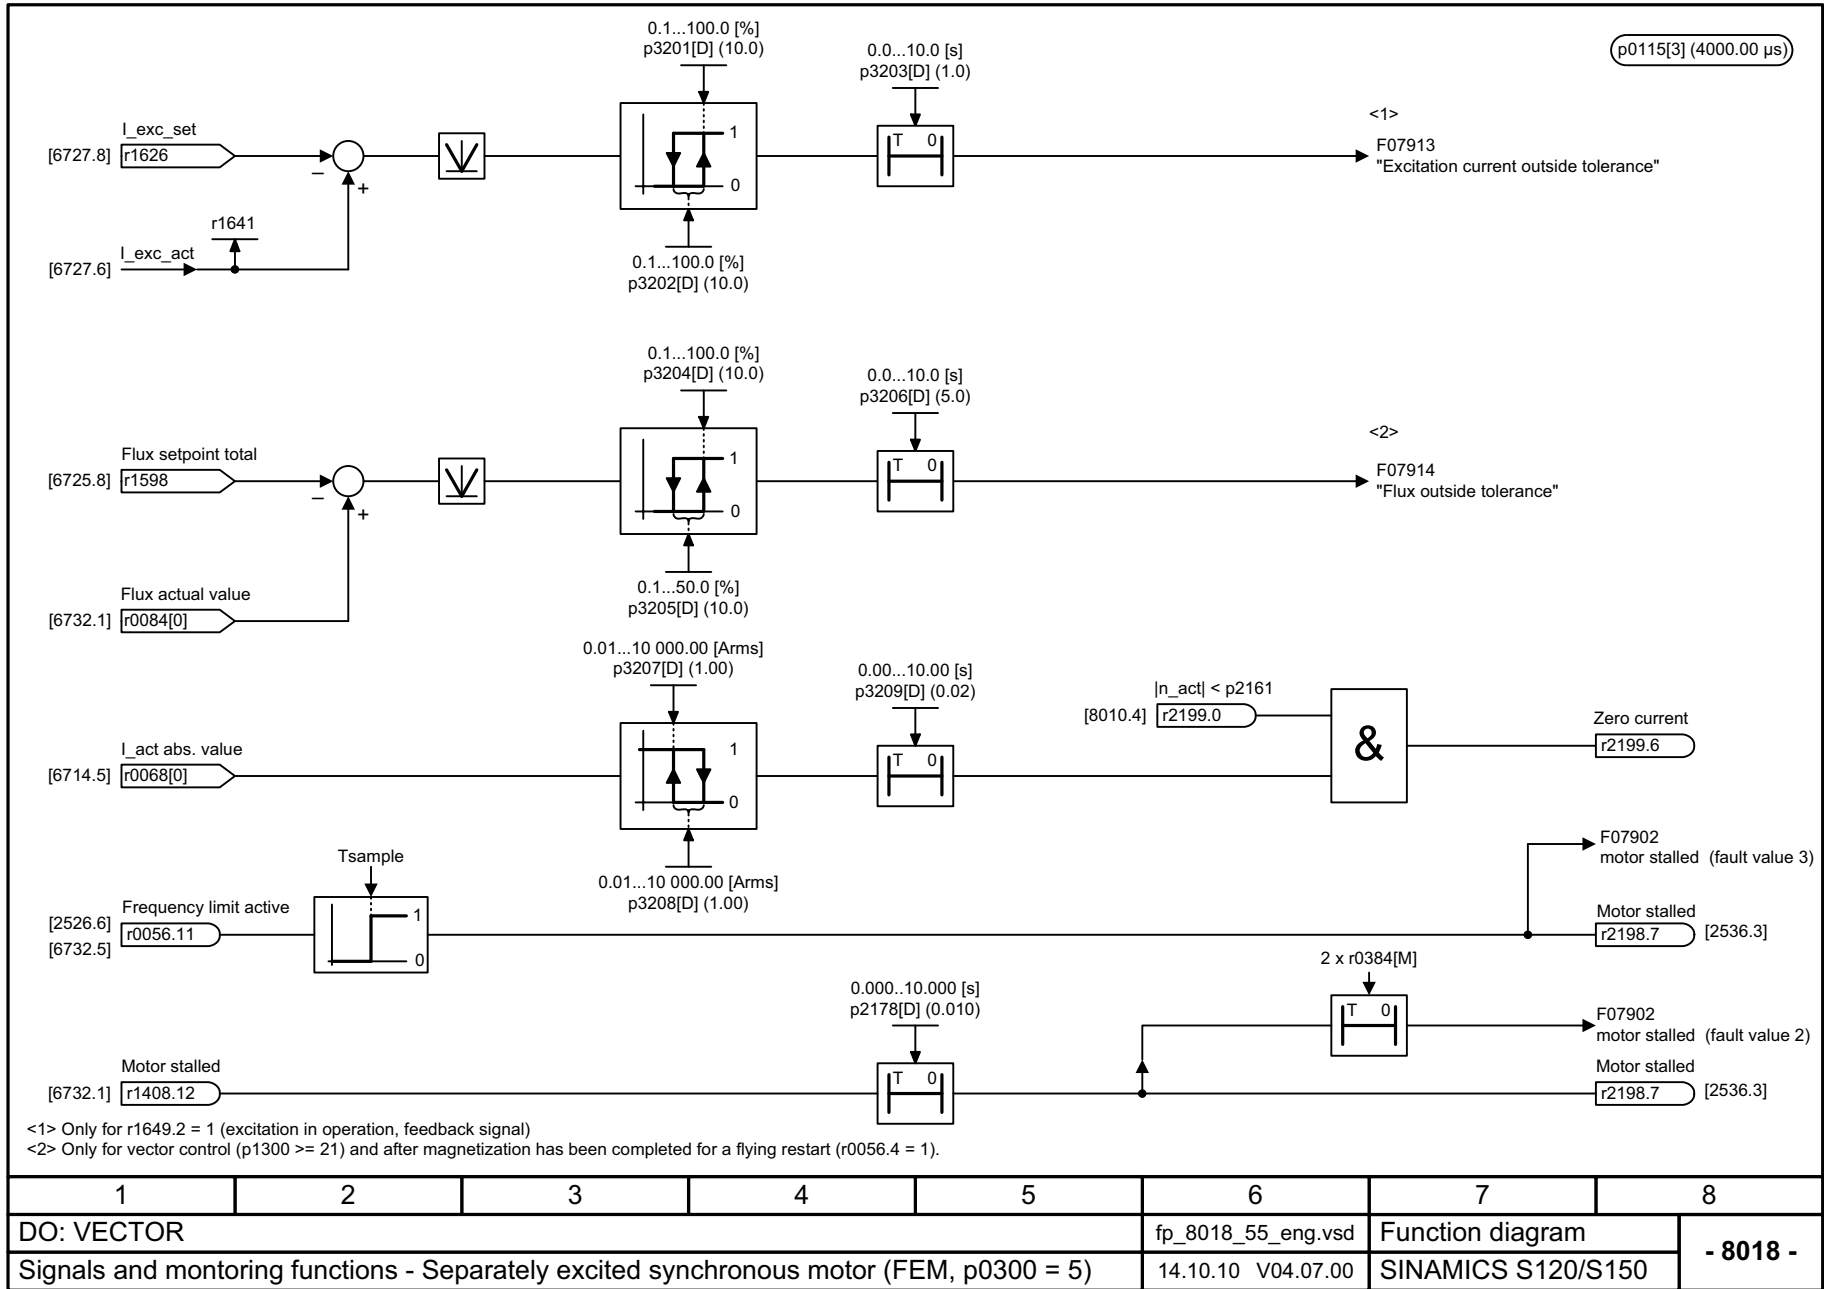 0.1...100.0 [%]
p3201[D] (10.0)
0.0...10.0 [s]
p3203[D] (1.0)
p0115[3] (4000.00 µs)
I_exc_set
[6727.8] r1626
−
+
1
0
T 0
<1>
F07913
"Excitation current outside tolerance"
r1641
I_exc_act
[6727.6]
0.1...100.0 [%]
p3202[D] (10.0)
0.1...100.0 [%]
p3204[D] (10.0)
0.0...10.0 [s]
p3206[D] (5.0)
Flux setpoint total
[6725.8] r1598
−
+
1
0
T 0
<2>
F07914
"Flux outside tolerance"
0.1...50.0 [%]
p3205[D] (10.0)
Flux actual value
[6732.1] r0084[0]
0.01...10 000.00 [Arms]
p3207[D] (1.00)
0.00...10.00 [s]
p3209[D] (0.02)
|n_act| < p2161
[8010.4] r2199.0
I_act abs. value
[6714.5] r0068[0]
1
0
T 0
&
Zero current
r2199.6
0.01...10 000.00 [Arms]
p3208[D] (1.00)
Tsample
Frequency limit active
[2526.6]
[6732.5]
r0056.11
1
0
F07902
motor stalled (fault value 3)
Motor stalled
r2198.7 [2536.3]
2 x r0384[M]
T 0
0.000..10.000 [s]
p2178[D] (0.010)
F07902
motor stalled (fault value 2)
Motor stalled
[6732.1] r1408.12
T 0
Motor stalled
r2198.7 [2536.3]
<1> Only for r1649.2 = 1 (excitation in operation, feedback signal)
<2> Only for vector control (p1300 >= 21) and after magnetization has been completed for a flying restart (r0056.4 = 1).
1 2 3 4 5 6 7 8
DO: VECTOR fp_8018_55_eng.vsd Function diagram
- 8018 -
Signals and montoring functions - Separately excited synchronous motor (FEM, p0300 = 5) 14.10.10 V04.07.00 SINAMICS S120/S150